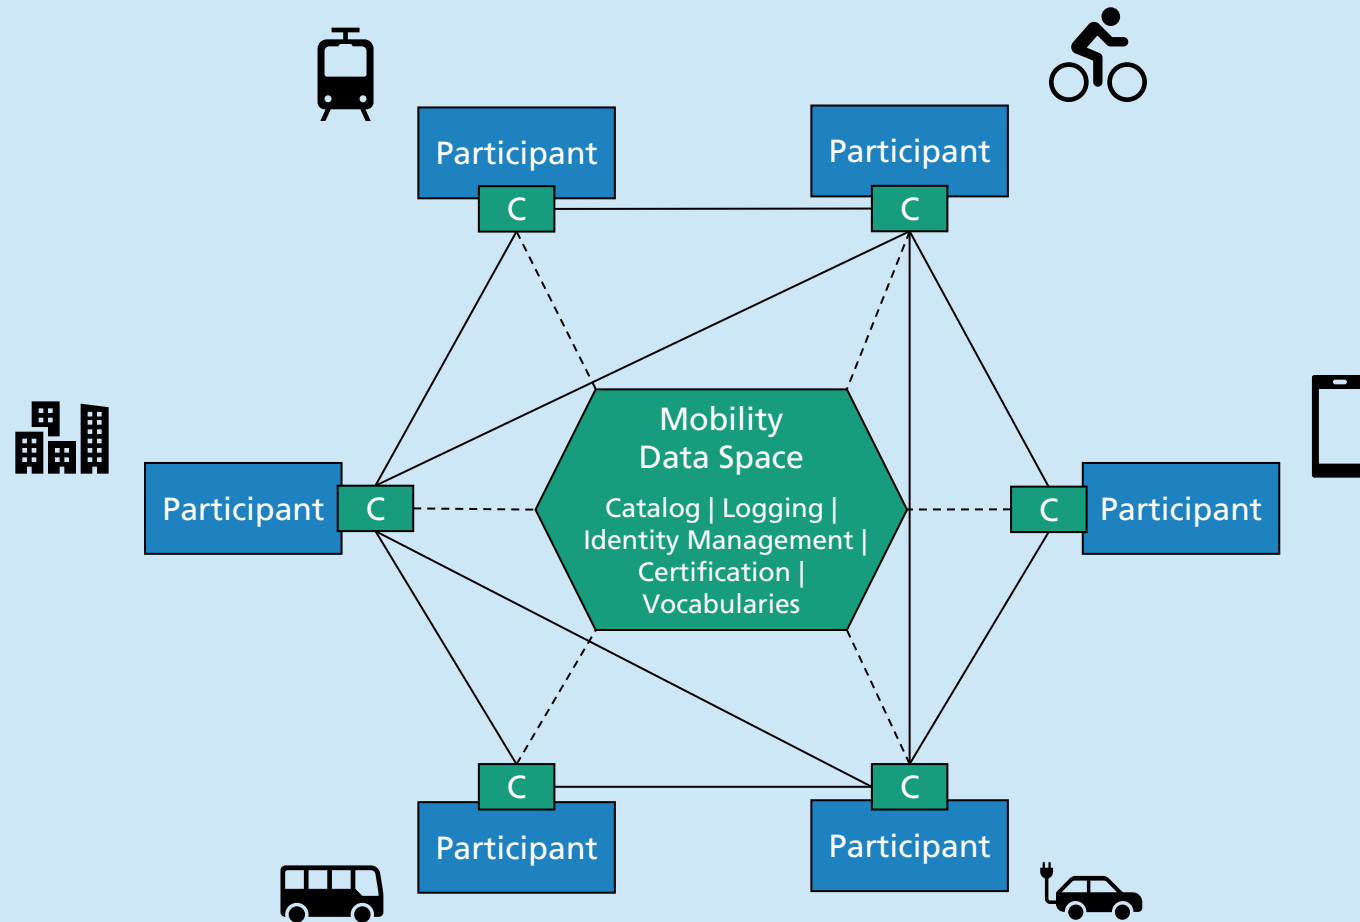 Participant
C
Participant
C
Mobility
Data Space
Catalog | Logging |
Identity Management |
Certification |
Vocabularies
Participant
C
C
Participant
C
Participant
C
Participant